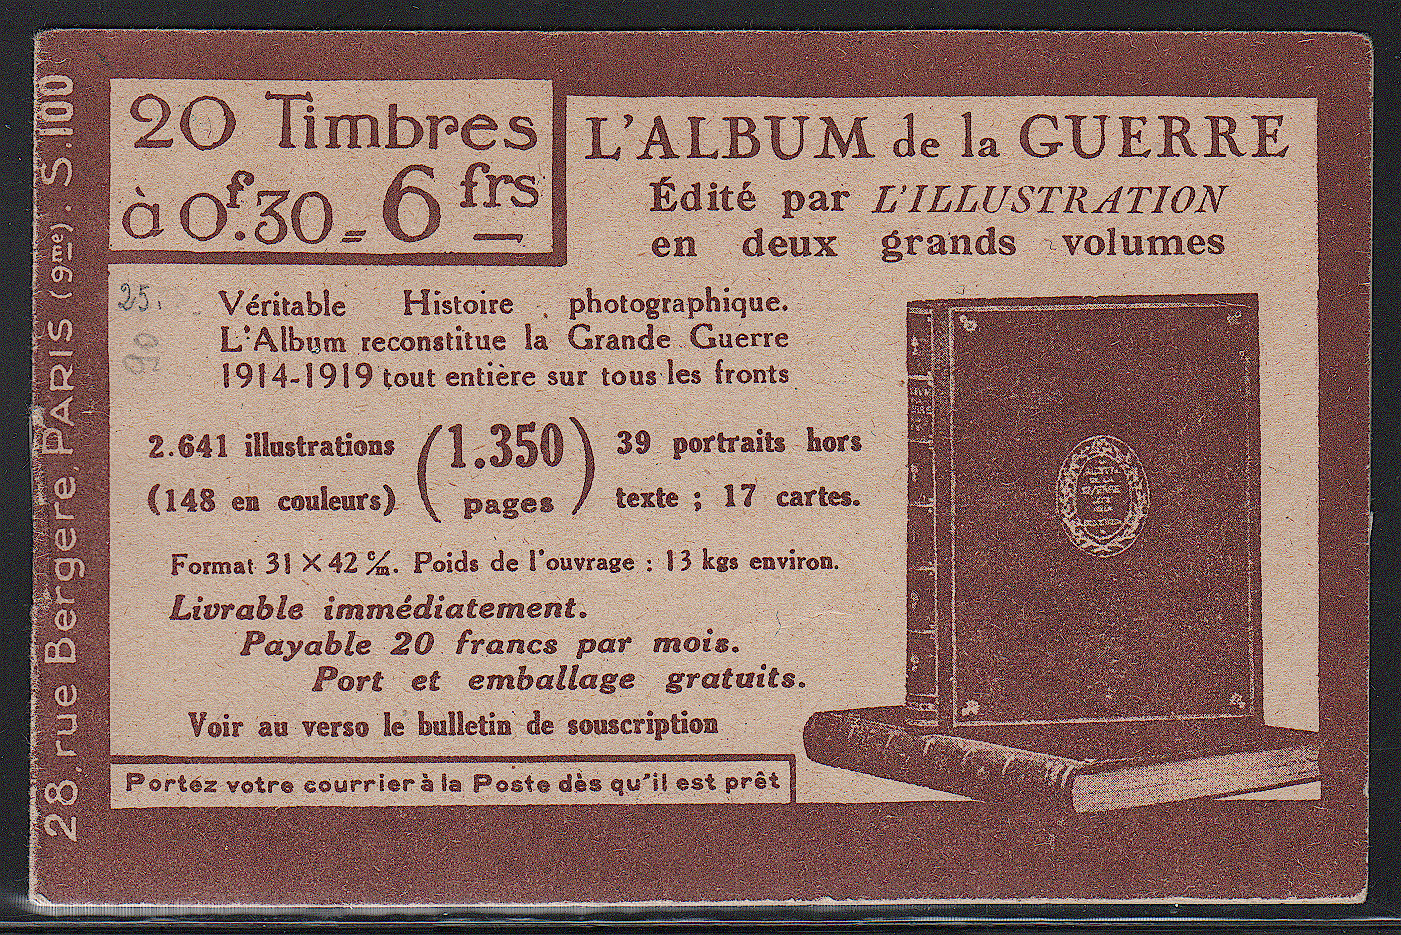 28, rue Bergère, PARIS (9me). S.100
20 Timbres
à 0f.30 = 6 frs
L'ALBUM de la GUERRE
Édité par L'ILLUSTRATION
en deux grands volumes
25.
90
Véritable Histoire photographique.
L'Album reconstitue la Grande Guerre
1914-1919 tout entière sur tous les fronts
2.641 illustrations
(148 en couleurs)
(1.350
pages)
39 portraits hors
texte ; 17 cartes.
Format 31 × 42 c/m. Poids de l'ouvrage : 13 kgs environ.
Livrable immédiatement.
Payable 20 francs par mois.
Port et emballage gratuits.
Voir au verso le bulletin de souscription
Portez votre courrier à la Poste dès qu'il est prêt